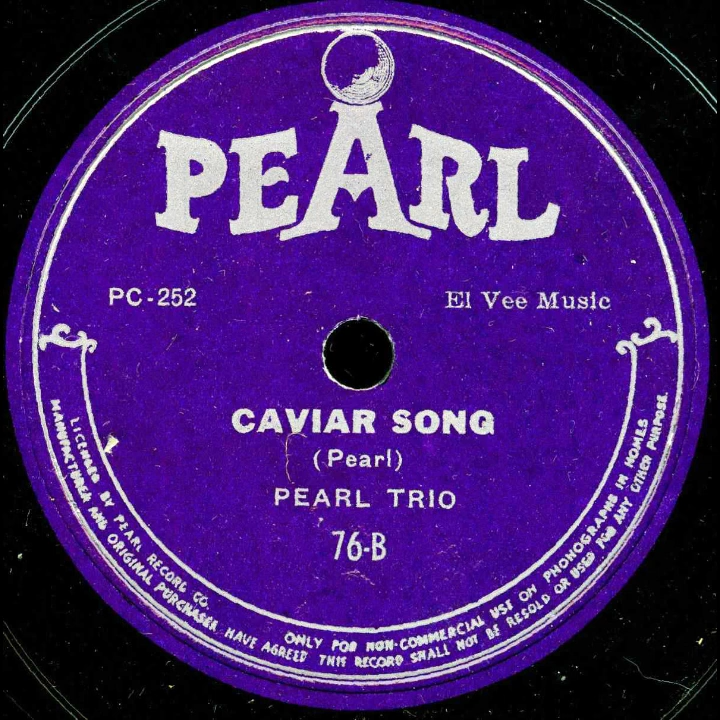 PEARL
PC-252
El Vee Music
CAVIAR SONG
(Pearl)
PEARL TRIO
76-B
LICENSED BY PEARL RECORD CO. ONLY FOR NON-COMMERCIAL USE ON PHONOGRAPHS IN HOMES
MANUFACTURER AND ORIGINAL PURCHASER HAVE AGREED THIS RECORD SHALL NOT BE RESOLD OR USED FOR ANY OTHER PURPOSE.